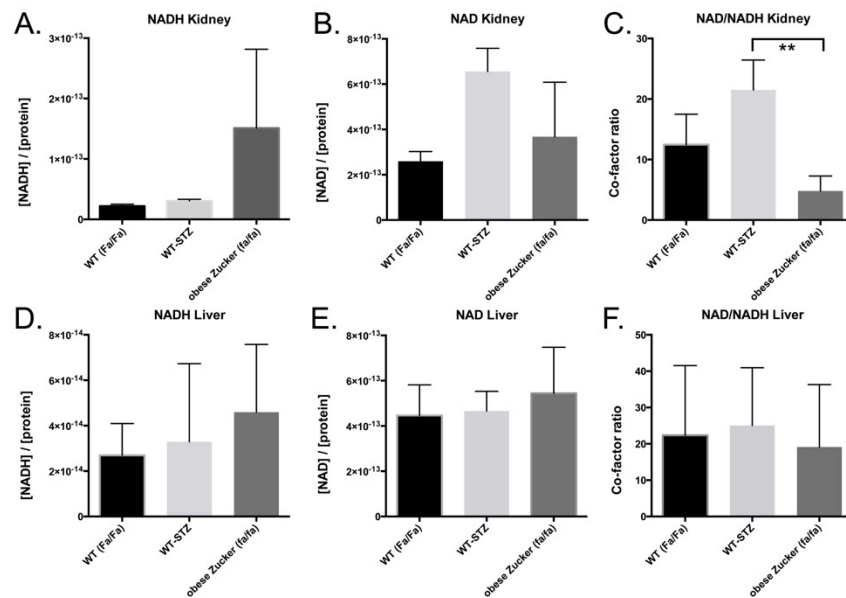 A.
NADH Kidney
[NADH] / [protein]
3×10⁻¹³
2×10⁻¹³
1×10⁻¹³
0
WT (Fa/Fa)
WT-STZ
obese Zucker (fa/fa)
B.
NAD Kidney
[NAD] / [protein]
8×10⁻¹³
6×10⁻¹³
4×10⁻¹³
2×10⁻¹³
0
WT (Fa/Fa)
WT-STZ
obese Zucker (fa/fa)
C.
NAD/NADH Kidney
Co-factor ratio
30
20
10
0
**
WT (Fa/Fa)
WT-STZ
obese Zucker (fa/fa)
D.
NADH Liver
[NADH] / [protein]
8×10⁻¹⁴
6×10⁻¹⁴
4×10⁻¹⁴
2×10⁻¹⁴
0
WT (Fa/Fa)
WT-STZ
obese Zucker (fa/fa)
E.
NAD Liver
[NAD] / [protein]
8×10⁻¹³
6×10⁻¹³
4×10⁻¹³
2×10⁻¹³
0
WT (Fa/Fa)
WT-STZ
obese Zucker (fa/fa)
F.
NAD/NADH Liver
Co-factor ratio
50
40
30
20
10
0
WT (Fa/Fa)
WT-STZ
obese Zucker (fa/fa)